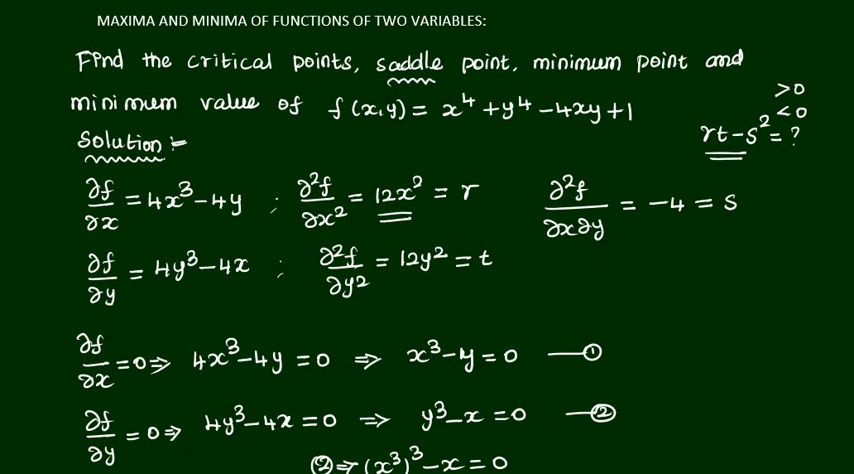 MAXIMA AND MINIMA OF FUNCTIONS OF TWO VARIABLES:
Find the critical points, saddle point, minimum point and
minimum value of f(x,y) = x⁴ + y⁴ - 4xy + 1
>0
<0
rt - s² = ?
Solution :-
∂f/∂x = 4x³ - 4y ; ∂²f/∂x² = 12x² = r ∂²f/∂x∂y = -4 = s
∂f/∂y = 4y³ - 4x ; ∂²f/∂y² = 12y² = t
∂f/∂x = 0 ⇒ 4x³ - 4y = 0 ⇒ x³ - y = 0 —①
∂f/∂y = 0 ⇒ 4y³ - 4x = 0 ⇒ y³ - x = 0 —②
② ⇒ (x³)³ - x = 0